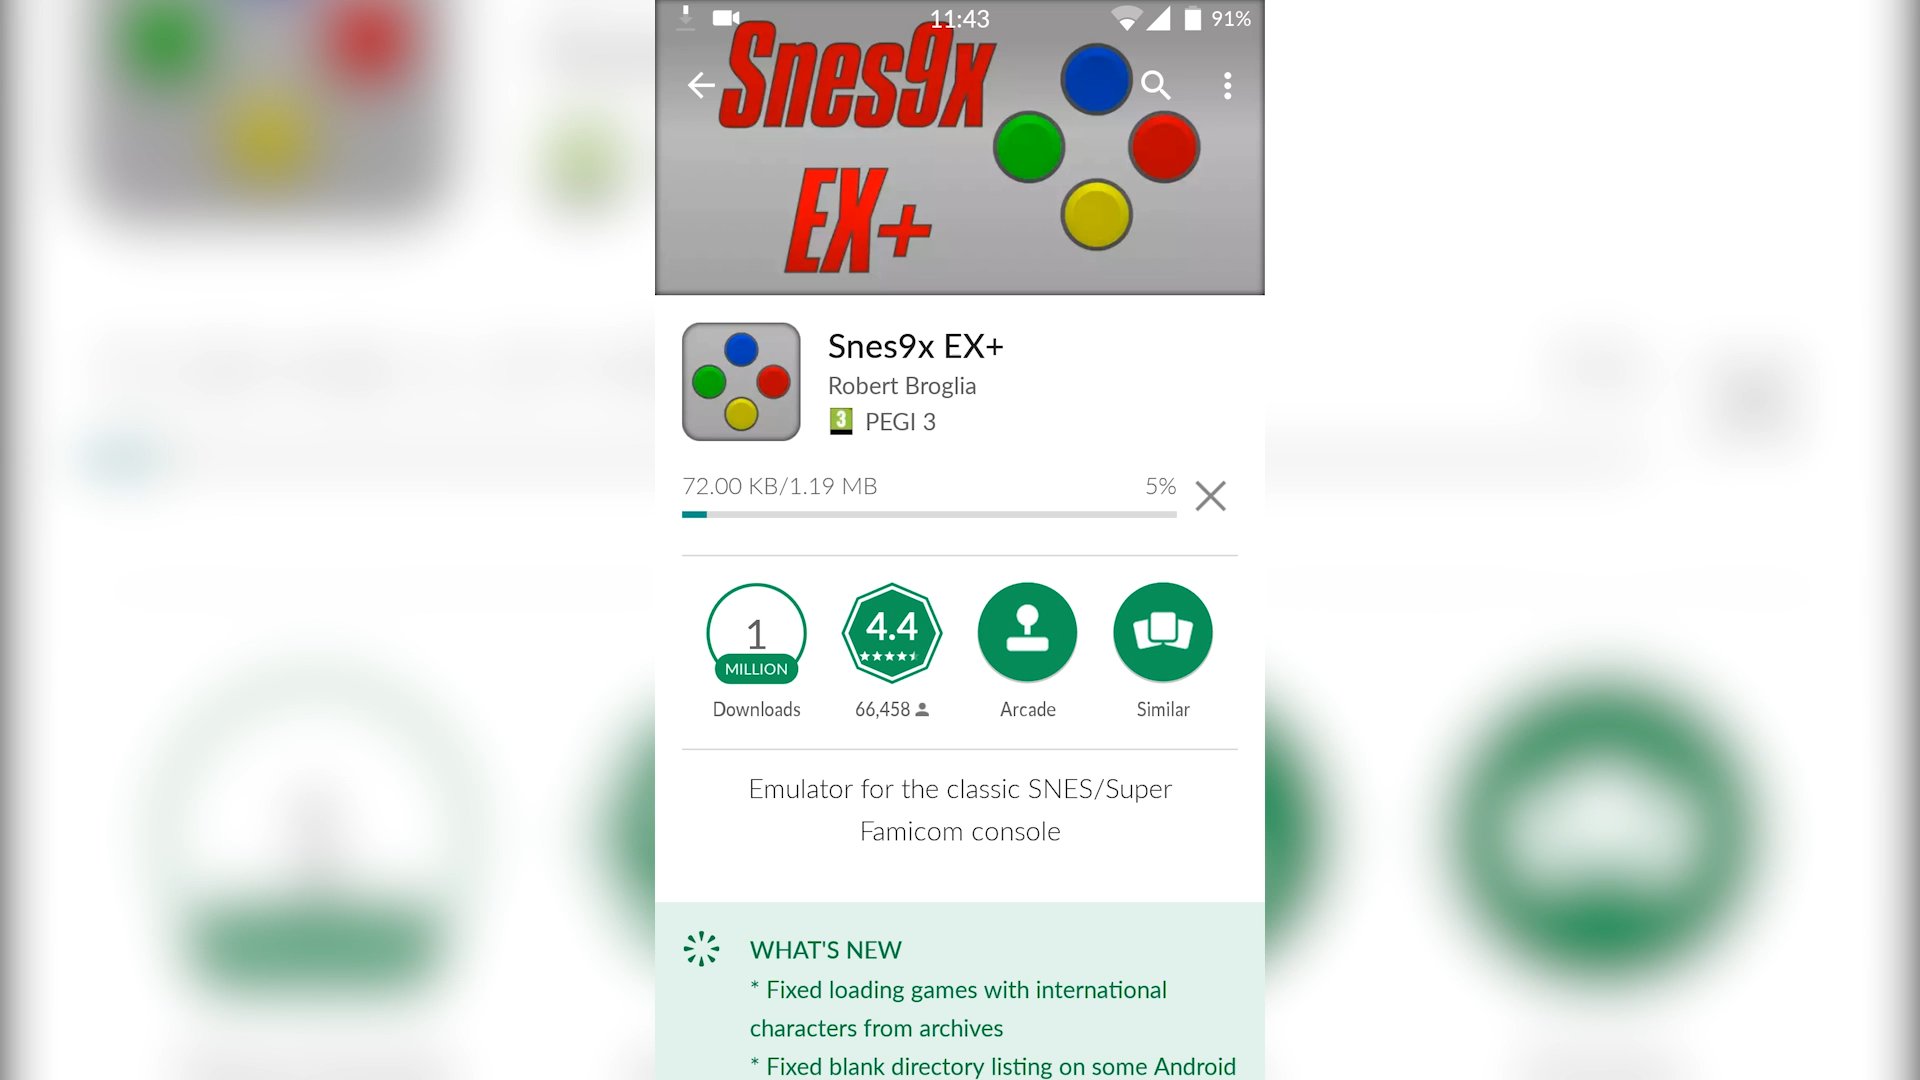 11:43
91%
Snes9x
EX+
Snes9x EX+
Robert Broglia
3 PEGI 3
72.00 KB/1.19 MB 5%
1
MILLION
4.4
Downloads 66,458 Arcade Similar
Emulator for the classic SNES/Super
Famicom console
WHAT'S NEW
* Fixed loading games with international
characters from archives
* Fixed blank directory listing on some Android